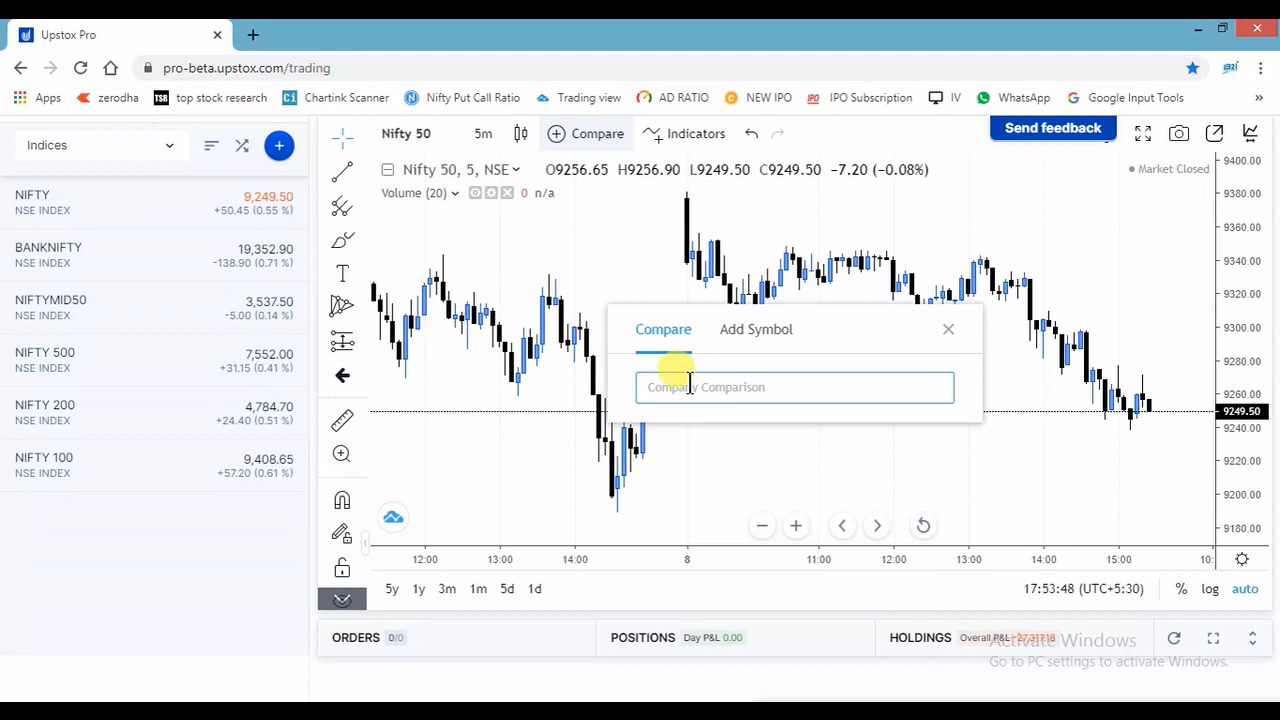 Upstox Pro
pro-beta.upstox.com/trading
Apps zerodha TSR top stock research Ci Chartink Scanner Nifty Put Call Ratio Trading view AD RATIO NEW IPO IPO IPO Subscription IV WhatsApp Google Input Tools »
Indices
NIFTY 9,249.50
NSE INDEX +50.45 (0.55 %)
BANKNIFTY 19,352.90
NSE INDEX -138.90 (0.71 %)
NIFTYMID50 3,537.50
NSE INDEX -5.00 (0.14 %)
NIFTY 500 7,552.00
NSE INDEX +31.15 (0.41 %)
NIFTY 200 4,784.70
NSE INDEX +24.40 (0.51 %)
NIFTY 100 9,408.65
NSE INDEX +57.20 (0.61 %)
Nifty 50 5m Compare Indicators
Send feedback
Nifty 50, 5, NSE O9256.65 H9256.90 L9249.50 C9249.50 −7.20 (−0.08%)
Market Closed
Volume (20) 0 n/a
Compare Add Symbol
Company Comparison
9400.00
9380.00
9360.00
9340.00
9320.00
9300.00
9280.00
9260.00
9249.50
9240.00
9220.00
9200.00
9180.00
12:00 13:00 14:00 8 11:00 12:00 13:00 14:00 15:00 10:
5y 1y 3m 1m 5d 1d
17:53:48 (UTC+5:30) % log auto
ORDERS 0/0 POSITIONS Day P&L 0.00 HOLDINGS Overall P&L
Activate Windows
Go to PC settings to activate Windows.